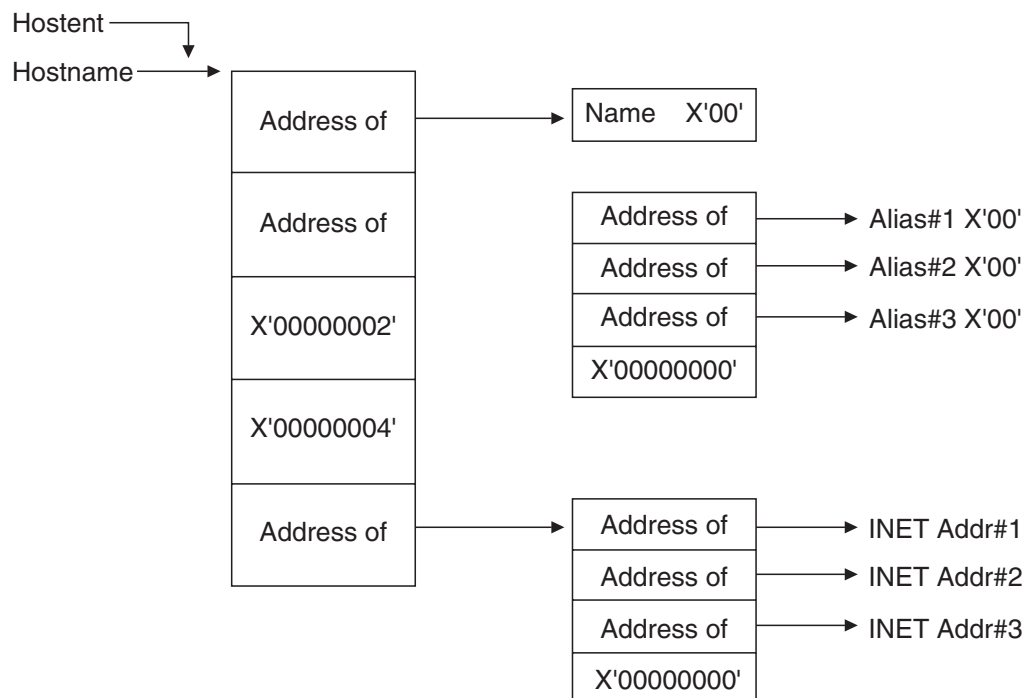 Hostent
Hostname
Address of
Name X'00'
Address of
Address of
Alias#1 X'00'
Address of
Alias#2 X'00'
X'00000002'
Address of
Alias#3 X'00'
X'00000000'
X'00000004'
Address of
Address of
INET Addr#1
Address of
INET Addr#2
Address of
INET Addr#3
X'00000000'